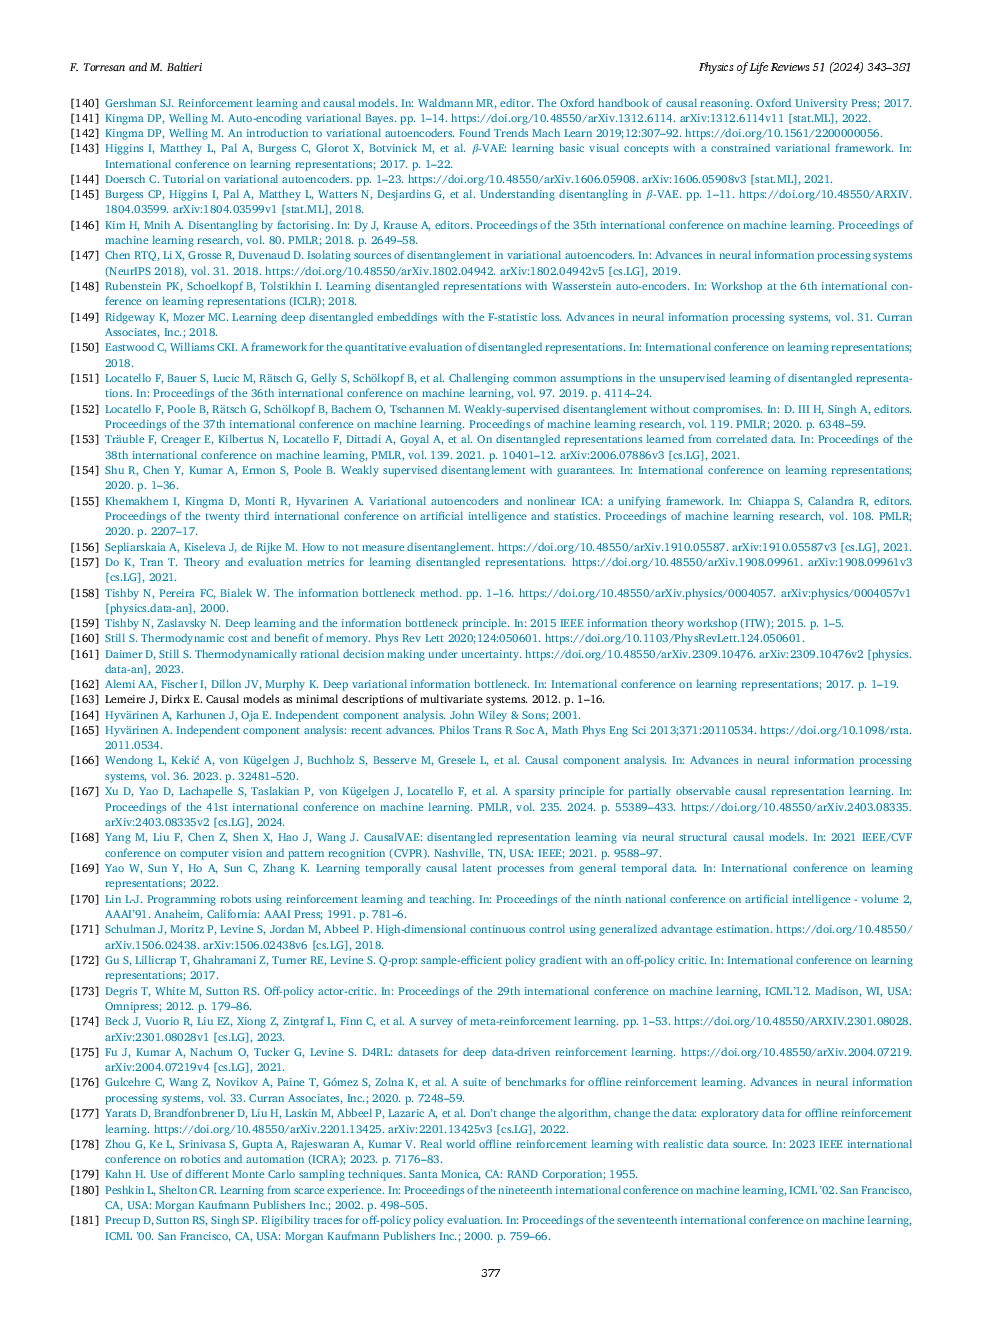 F. Torresan and M. Baltieri
Physics of Life Reviews 51 (2024) 343–381
[140] Gershman SJ. Reinforcement learning and causal models. In: Waldmann MR, editor. The Oxford handbook of causal reasoning. Oxford University Press; 2017.
[141] Kingma DP, Welling M. Auto-encoding variational Bayes. pp. 1–14. https://doi.org/10.48550/arXiv.1312.6114. arXiv:1312.6114v11 [stat.ML], 2022.
[142] Kingma DP, Welling M. An introduction to variational autoencoders. Found Trends Mach Learn 2019;12:307–92. https://doi.org/10.1561/2200000056.
[143] Higgins I, Matthey L, Pal A, Burgess C, Glorot X, Botvinick M, et al. β-VAE: learning basic visual concepts with a constrained variational framework. In:
International conference on learning representations; 2017. p. 1–22.
[144] Doersch C. Tutorial on variational autoencoders. pp. 1–23. https://doi.org/10.48550/arXiv.1606.05908. arXiv:1606.05908v3 [stat.ML], 2021.
[145] Burgess CP, Higgins I, Pal A, Matthey L, Watters N, Desjardins G, et al. Understanding disentangling in β-VAE. pp. 1–11. https://doi.org/10.48550/ARXIV.
1804.03599. arXiv:1804.03599v1 [stat.ML], 2018.
[146] Kim H, Mnih A. Disentangling by factorising. In: Dy J, Krause A, editors. Proceedings of the 35th international conference on machine learning. Proceedings of
machine learning research, vol. 80. PMLR; 2018. p. 2649–58.
[147] Chen RTQ, Li X, Grosse R, Duvenaud D. Isolating sources of disentanglement in variational autoencoders. In: Advances in neural information processing systems
(NeurIPS 2018), vol. 31. 2018. https://doi.org/10.48550/arXiv.1802.04942. arXiv:1802.04942v5 [cs.LG], 2019.
[148] Rubenstein PK, Schoelkopf B, Tolstikhin I. Learning disentangled representations with Wasserstein auto-encoders. In: Workshop at the 6th international con-
ference on learning representations (ICLR); 2018.
[149] Ridgeway K, Mozer MC. Learning deep disentangled embeddings with the F-statistic loss. Advances in neural information processing systems, vol. 31. Curran
Associates, Inc.; 2018.
[150] Eastwood C, Williams CKI. A framework for the quantitative evaluation of disentangled representations. In: International conference on learning representations;
2018.
[151] Locatello F, Bauer S, Lucic M, Rätsch G, Gelly S, Schölkopf B, et al. Challenging common assumptions in the unsupervised learning of disentangled representa-
tions. In: Proceedings of the 36th international conference on machine learning, vol. 97. 2019. p. 4114–24.
[152] Locatello F, Poole B, Rätsch G, Schölkopf B, Bachem O, Tschannen M. Weakly-supervised disentanglement without compromises. In: D. III H, Singh A, editors.
Proceedings of the 37th international conference on machine learning. Proceedings of machine learning research, vol. 119. PMLR; 2020. p. 6348–59.
[153] Träuble F, Creager E, Kilbertus N, Locatello F, Dittadi A, Goyal A, et al. On disentangled representations learned from correlated data. In: Proceedings of the
38th international conference on machine learning, PMLR, vol. 139. 2021. p. 10401–12. arXiv:2006.07886v3 [cs.LG], 2021.
[154] Shu R, Chen Y, Kumar A, Ermon S, Poole B. Weakly supervised disentanglement with guarantees. In: International conference on learning representations;
2020. p. 1–36.
[155] Khemakhem I, Kingma D, Monti R, Hyvarinen A. Variational autoencoders and nonlinear ICA: a unifying framework. In: Chiappa S, Calandra R, editors.
Proceedings of the twenty third international conference on artificial intelligence and statistics. Proceedings of machine learning research, vol. 108. PMLR;
2020. p. 2207–17.
[156] Sepliarskaia A, Kiseleva J, de Rijke M. How to not measure disentanglement. https://doi.org/10.48550/arXiv.1910.05587. arXiv:1910.05587v3 [cs.LG], 2021.
[157] Do K, Tran T. Theory and evaluation metrics for learning disentangled representations. https://doi.org/10.48550/arXiv.1908.09961. arXiv:1908.09961v3
[cs.LG], 2021.
[158] Tishby N, Pereira FC, Bialek W. The information bottleneck method. pp. 1–16. https://doi.org/10.48550/arXiv.physics/0004057. arXiv:physics/0004057v1
[physics.data-an], 2000.
[159] Tishby N, Zaslavsky N. Deep learning and the information bottleneck principle. In: 2015 IEEE information theory workshop (ITW); 2015. p. 1–5.
[160] Still S. Thermodynamic cost and benefit of memory. Phys Rev Lett 2020;124:050601. https://doi.org/10.1103/PhysRevLett.124.050601.
[161] Daimer D, Still S. Thermodynamically rational decision making under uncertainty. https://doi.org/10.48550/arXiv.2309.10476. arXiv:2309.10476v2 [physics.
data-an], 2023.
[162] Alemi AA, Fischer I, Dillon JV, Murphy K. Deep variational information bottleneck. In: International conference on learning representations; 2017. p. 1–19.
[163] Lemeire J, Dirkx E. Causal models as minimal descriptions of multivariate systems. 2012. p. 1–16.
[164] Hyvärinen A, Karhunen J, Oja E. Independent component analysis. John Wiley & Sons; 2001.
[165] Hyvärinen A. Independent component analysis: recent advances. Philos Trans R Soc A, Math Phys Eng Sci 2013;371:20110534. https://doi.org/10.1098/rsta.
2011.0534.
[166] Wendong L, Kekić A, von Kügelgen J, Buchholz S, Besserve M, Gresele L, et al. Causal component analysis. In: Advances in neural information processing
systems, vol. 36. 2023. p. 32481–520.
[167] Xu D, Yao D, Lachapelle S, Taslakian P, von Kügelgen J, Locatello F, et al. A sparsity principle for partially observable causal representation learning. In:
Proceedings of the 41st international conference on machine learning. PMLR, vol. 235. 2024. p. 55389–433. https://doi.org/10.48550/arXiv.2403.08335.
arXiv:2403.08335v2 [cs.LG], 2024.
[168] Yang M, Liu F, Chen Z, Shen X, Hao J, Wang J. CausalVAE: disentangled representation learning via neural structural causal models. In: 2021 IEEE/CVF
conference on computer vision and pattern recognition (CVPR). Nashville, TN, USA: IEEE; 2021. p. 9588–97.
[169] Yao W, Sun Y, Ho A, Sun C, Zhang K. Learning temporally causal latent processes from general temporal data. In: International conference on learning
representations; 2022.
[170] Lin L-J. Programming robots using reinforcement learning and teaching. In: Proceedings of the ninth national conference on artificial intelligence - volume 2,
AAAI'91. Anaheim, California: AAAI Press; 1991. p. 781–6.
[171] Schulman J, Moritz P, Levine S, Jordan M, Abbeel P. High-dimensional continuous control using generalized advantage estimation. https://doi.org/10.48550/
arXiv.1506.02438. arXiv:1506.02438v6 [cs.LG], 2018.
[172] Gu S, Lillicrap T, Ghahramani Z, Turner RE, Levine S. Q-prop: sample-efficient policy gradient with an off-policy critic. In: International conference on learning
representations; 2017.
[173] Degris T, White M, Sutton RS. Off-policy actor-critic. In: Proceedings of the 29th international conference on machine learning, ICML'12. Madison, WI, USA:
Omnipress; 2012. p. 179–86.
[174] Beck J, Vuorio R, Liu EZ, Xiong Z, Zintgraf L, Finn C, et al. A survey of meta-reinforcement learning. pp. 1–53. https://doi.org/10.48550/ARXIV.2301.08028.
arXiv:2301.08028v1 [cs.LG], 2023.
[175] Fu J, Kumar A, Nachum O, Tucker G, Levine S. D4RL: datasets for deep data-driven reinforcement learning. https://doi.org/10.48550/arXiv.2004.07219.
arXiv:2004.07219v4 [cs.LG], 2021.
[176] Gulcehre C, Wang Z, Novikov A, Paine T, Gómez S, Zolna K, et al. A suite of benchmarks for offline reinforcement learning. Advances in neural information
processing systems, vol. 33. Curran Associates, Inc.; 2020. p. 7248–59.
[177] Yarats D, Brandfonbrener D, Liu H, Laskin M, Abbeel P, Lazaric A, et al. Don't change the algorithm, change the data: exploratory data for offline reinforcement
learning. https://doi.org/10.48550/arXiv.2201.13425. arXiv:2201.13425v3 [cs.LG], 2022.
[178] Zhou G, Ke L, Srinivasa S, Gupta A, Rajeswaran A, Kumar V. Real world offline reinforcement learning with realistic data source. In: 2023 IEEE international
conference on robotics and automation (ICRA); 2023. p. 7176–83.
[179] Kahn H. Use of different Monte Carlo sampling techniques. Santa Monica, CA: RAND Corporation; 1955.
[180] Peshkin L, Shelton CR. Learning from scarce experience. In: Proceedings of the nineteenth international conference on machine learning, ICML '02. San Francisco,
CA, USA: Morgan Kaufmann Publishers Inc.; 2002. p. 498–505.
[181] Precup D, Sutton RS, Singh SP. Eligibility traces for off-policy policy evaluation. In: Proceedings of the seventeenth international conference on machine learning,
ICML '00. San Francisco, CA, USA: Morgan Kaufmann Publishers Inc.; 2000. p. 759–66.
377